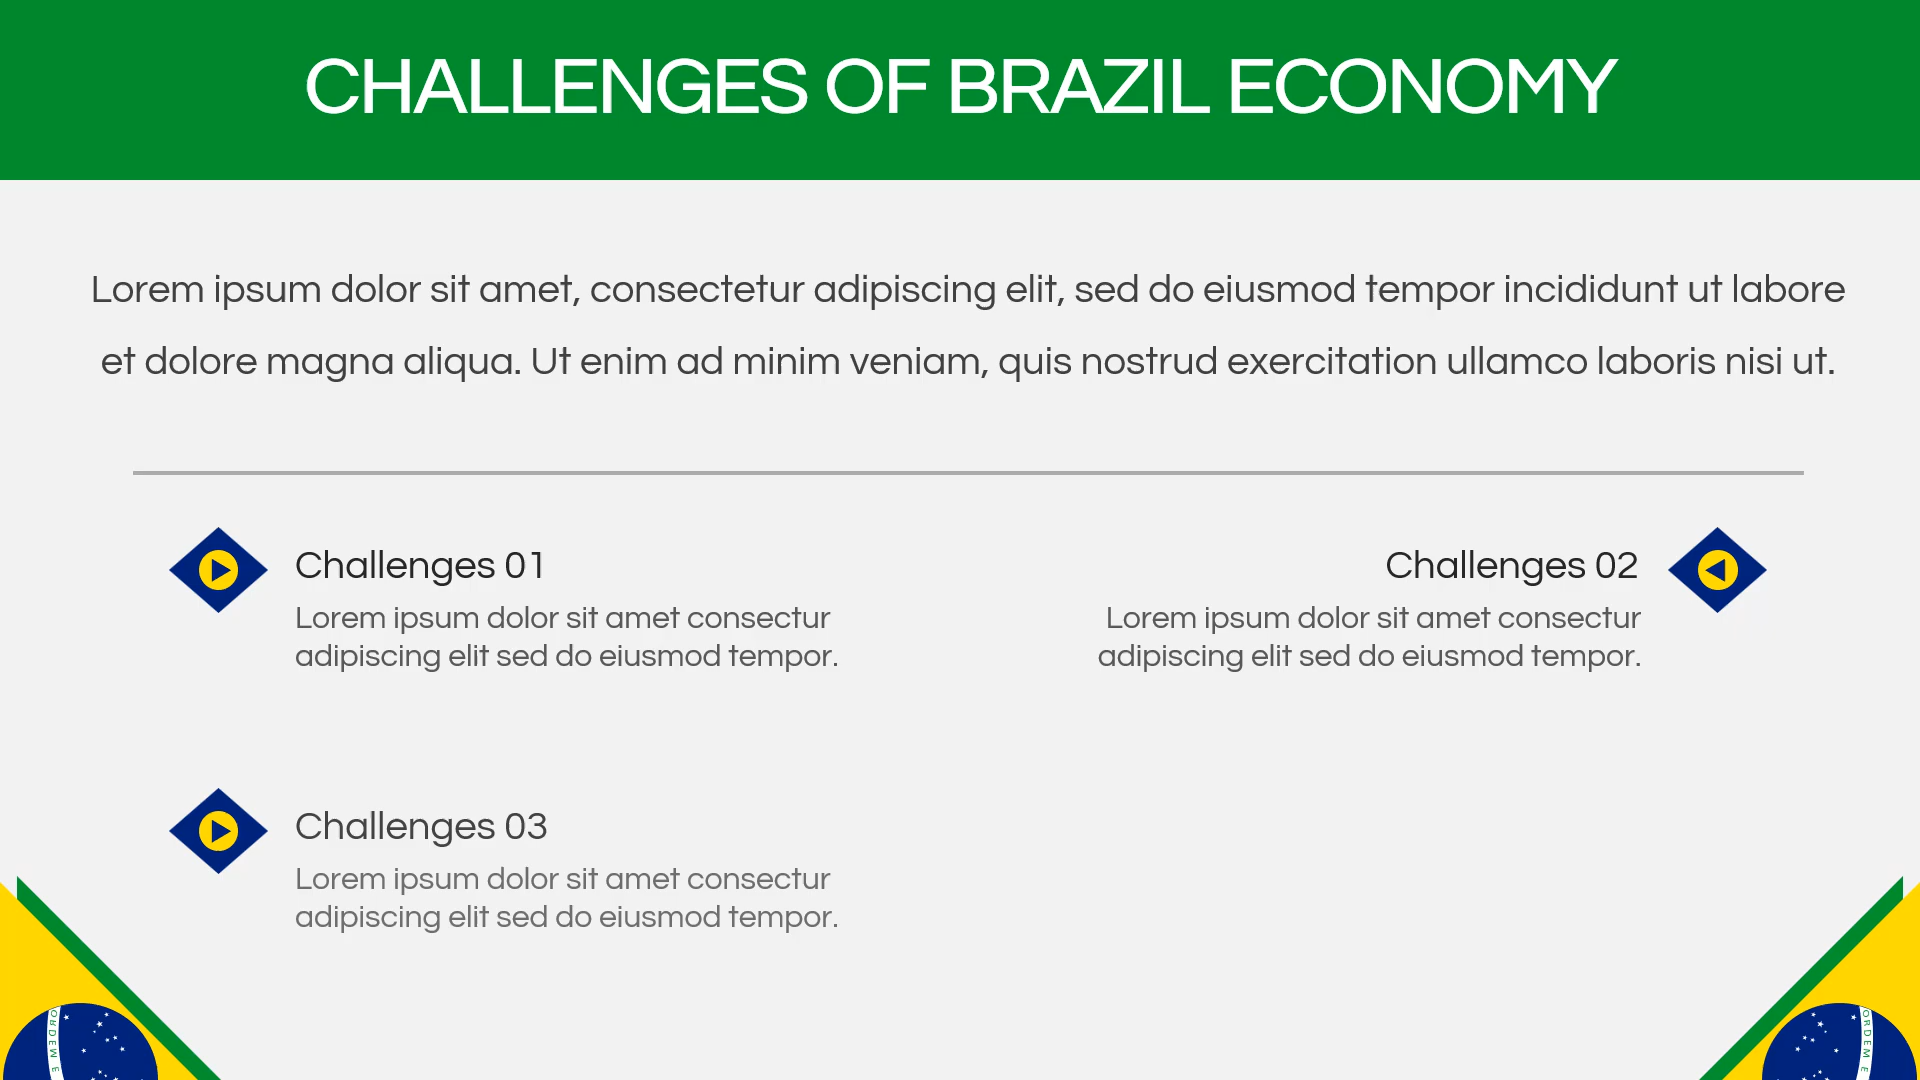 CHALLENGES OF BRAZIL ECONOMY
Lorem ipsum dolor sit amet, consectetur adipiscing elit, sed do eiusmod tempor incididunt ut labore
et dolore magna aliqua. Ut enim ad minim veniam, quis nostrud exercitation ullamco laboris nisi ut.
Challenges 01
Lorem ipsum dolor sit amet consectur
adipiscing elit sed do eiusmod tempor.
Challenges 02
Lorem ipsum dolor sit amet consectur
adipiscing elit sed do eiusmod tempor.
Challenges 03
Lorem ipsum dolor sit amet consectur
adipiscing elit sed do eiusmod tempor.
ORDEM E
ORDEM E